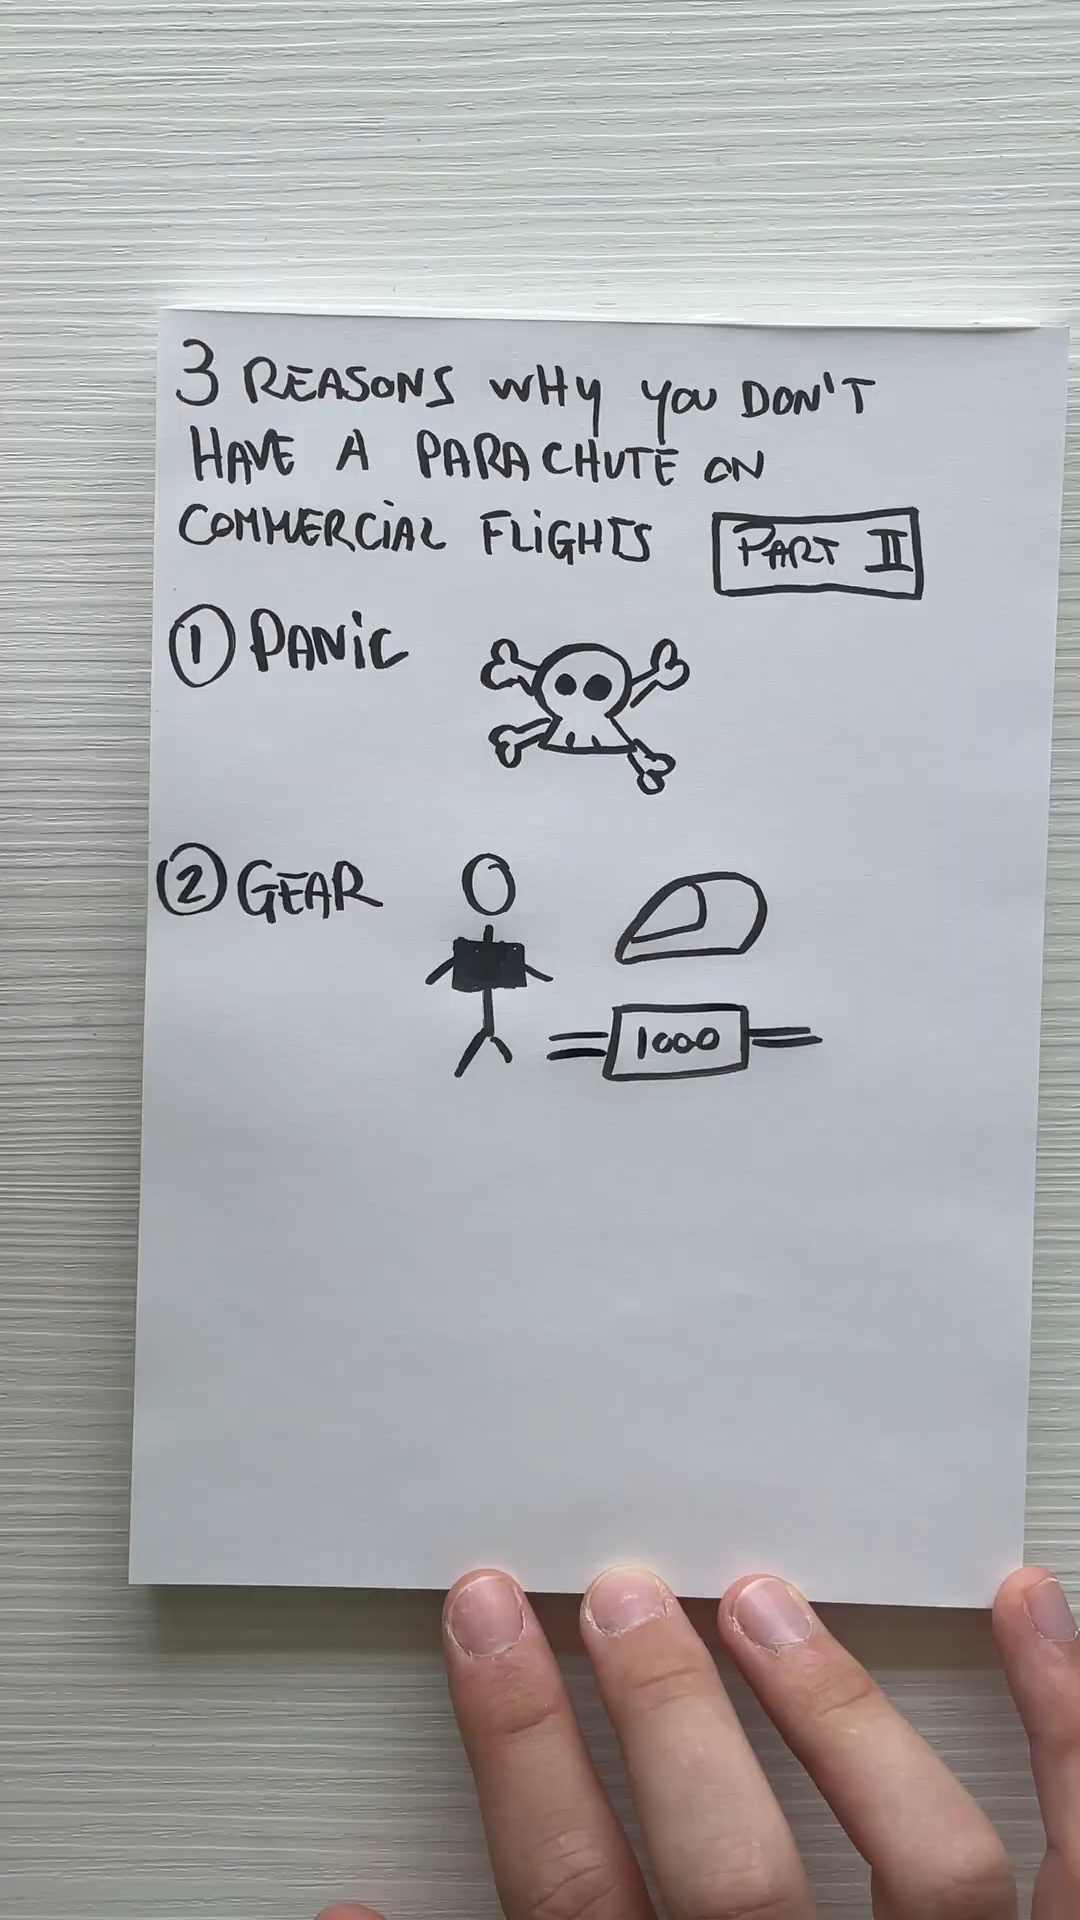 3 REASONS WHY YOU DON'T
HAVE A PARACHUTE ON
COMMERCIAL FLIGHTS PART II
1 PANIC
2 GEAR
1000